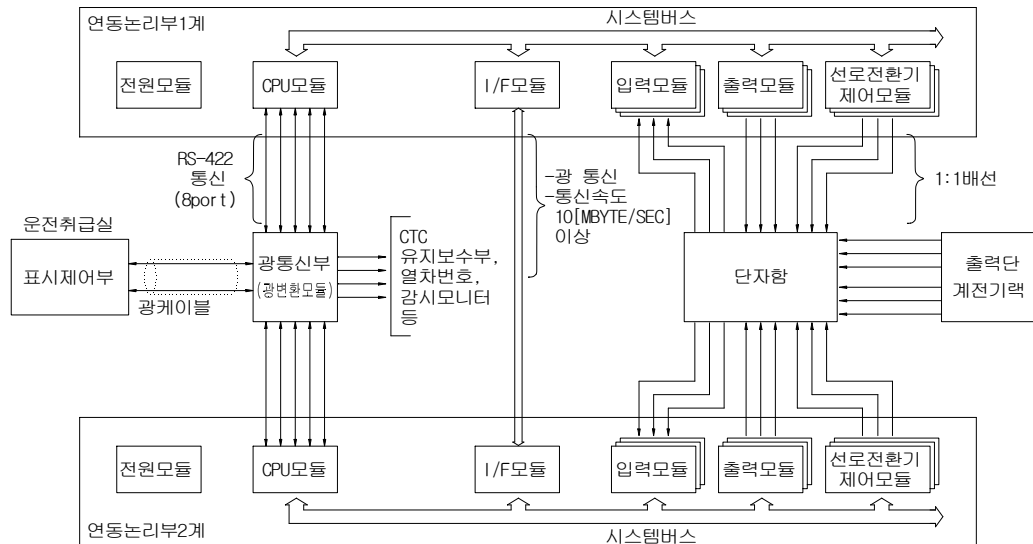 연동논리부1계
시스템버스
전원모듈
CPU모듈
I/F모듈
입력모듈
출력모듈
선로전환기
제어모듈
RS-422
통신
(8port)
-광 통신
-통신속도
10[MBYTE/SEC]
이상
1:1배선
운전취급실
표시제어부
광케이블
광통신부
(광변환모듈)
CTC
유지보수부,
열차번호,
감시모니터
등
단자함
출력단
계전기랙
전원모듈
CPU모듈
I/F모듈
입력모듈
출력모듈
선로전환기
제어모듈
연동논리부2계
시스템버스